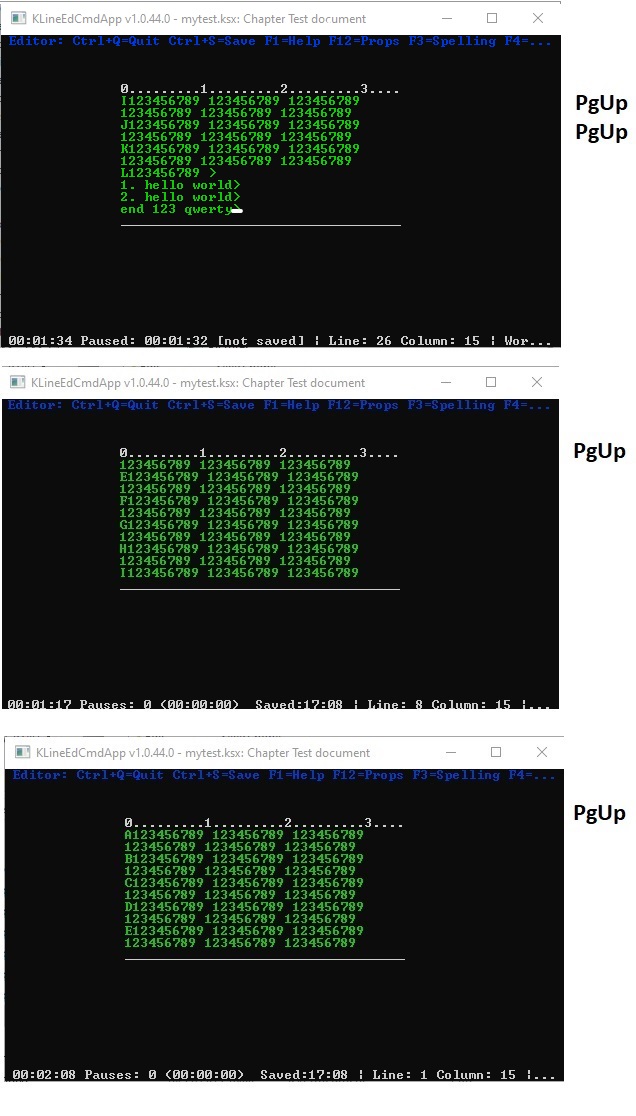 KLineEdCmdApp v1.0.44.0 - mytest.ksx: Chapter Test document
Editor: Ctrl+Q=Quit Ctrl+S=Save F1=Help F12=Props F3=Spelling F4=...
0.........1.........2.........3....
I123456789 123456789 123456789
123456789 123456789 123456789
J123456789 123456789 123456789
123456789 123456789 123456789
K123456789 123456789 123456789
123456789 123456789 123456789
L123456789 >
1. hello world>
2. hello world>
end 123 qwerty>
00:01:34 Paused: 00:01:32 [not saved] ¦ Line: 26 Column: 15 ¦ Wor...
PgUp
PgUp
KLineEdCmdApp v1.0.44.0 - mytest.ksx: Chapter Test document
Editor: Ctrl+Q=Quit Ctrl+S=Save F1=Help F12=Props F3=Spelling F4=...
0.........1.........2.........3....
123456789 123456789 123456789
E123456789 123456789 123456789
123456789 123456789 123456789
F123456789 123456789 123456789
123456789 123456789 123456789
G123456789 123456789 123456789
123456789 123456789 123456789
H123456789 123456789 123456789
123456789 123456789 123456789
I123456789 123456789 123456789
00:01:17 Pauses: 0 (00:00:00)  Saved:17:08 ¦ Line: 8 Column: 15 ¦...
PgUp
KLineEdCmdApp v1.0.44.0 - mytest.ksx: Chapter Test document
Editor: Ctrl+Q=Quit Ctrl+S=Save F1=Help F12=Props F3=Spelling F4=...
0.........1.........2.........3....
A123456789 123456789 123456789
123456789 123456789 123456789
B123456789 123456789 123456789
123456789 123456789 123456789
C123456789 123456789 123456789
123456789 123456789 123456789
D123456789 123456789 123456789
123456789 123456789 123456789
E123456789 123456789 123456789
123456789 123456789 123456789
00:02:08 Pauses: 0 (00:00:00)  Saved:17:08 ¦ Line: 1 Column: 15 ¦...
PgUp